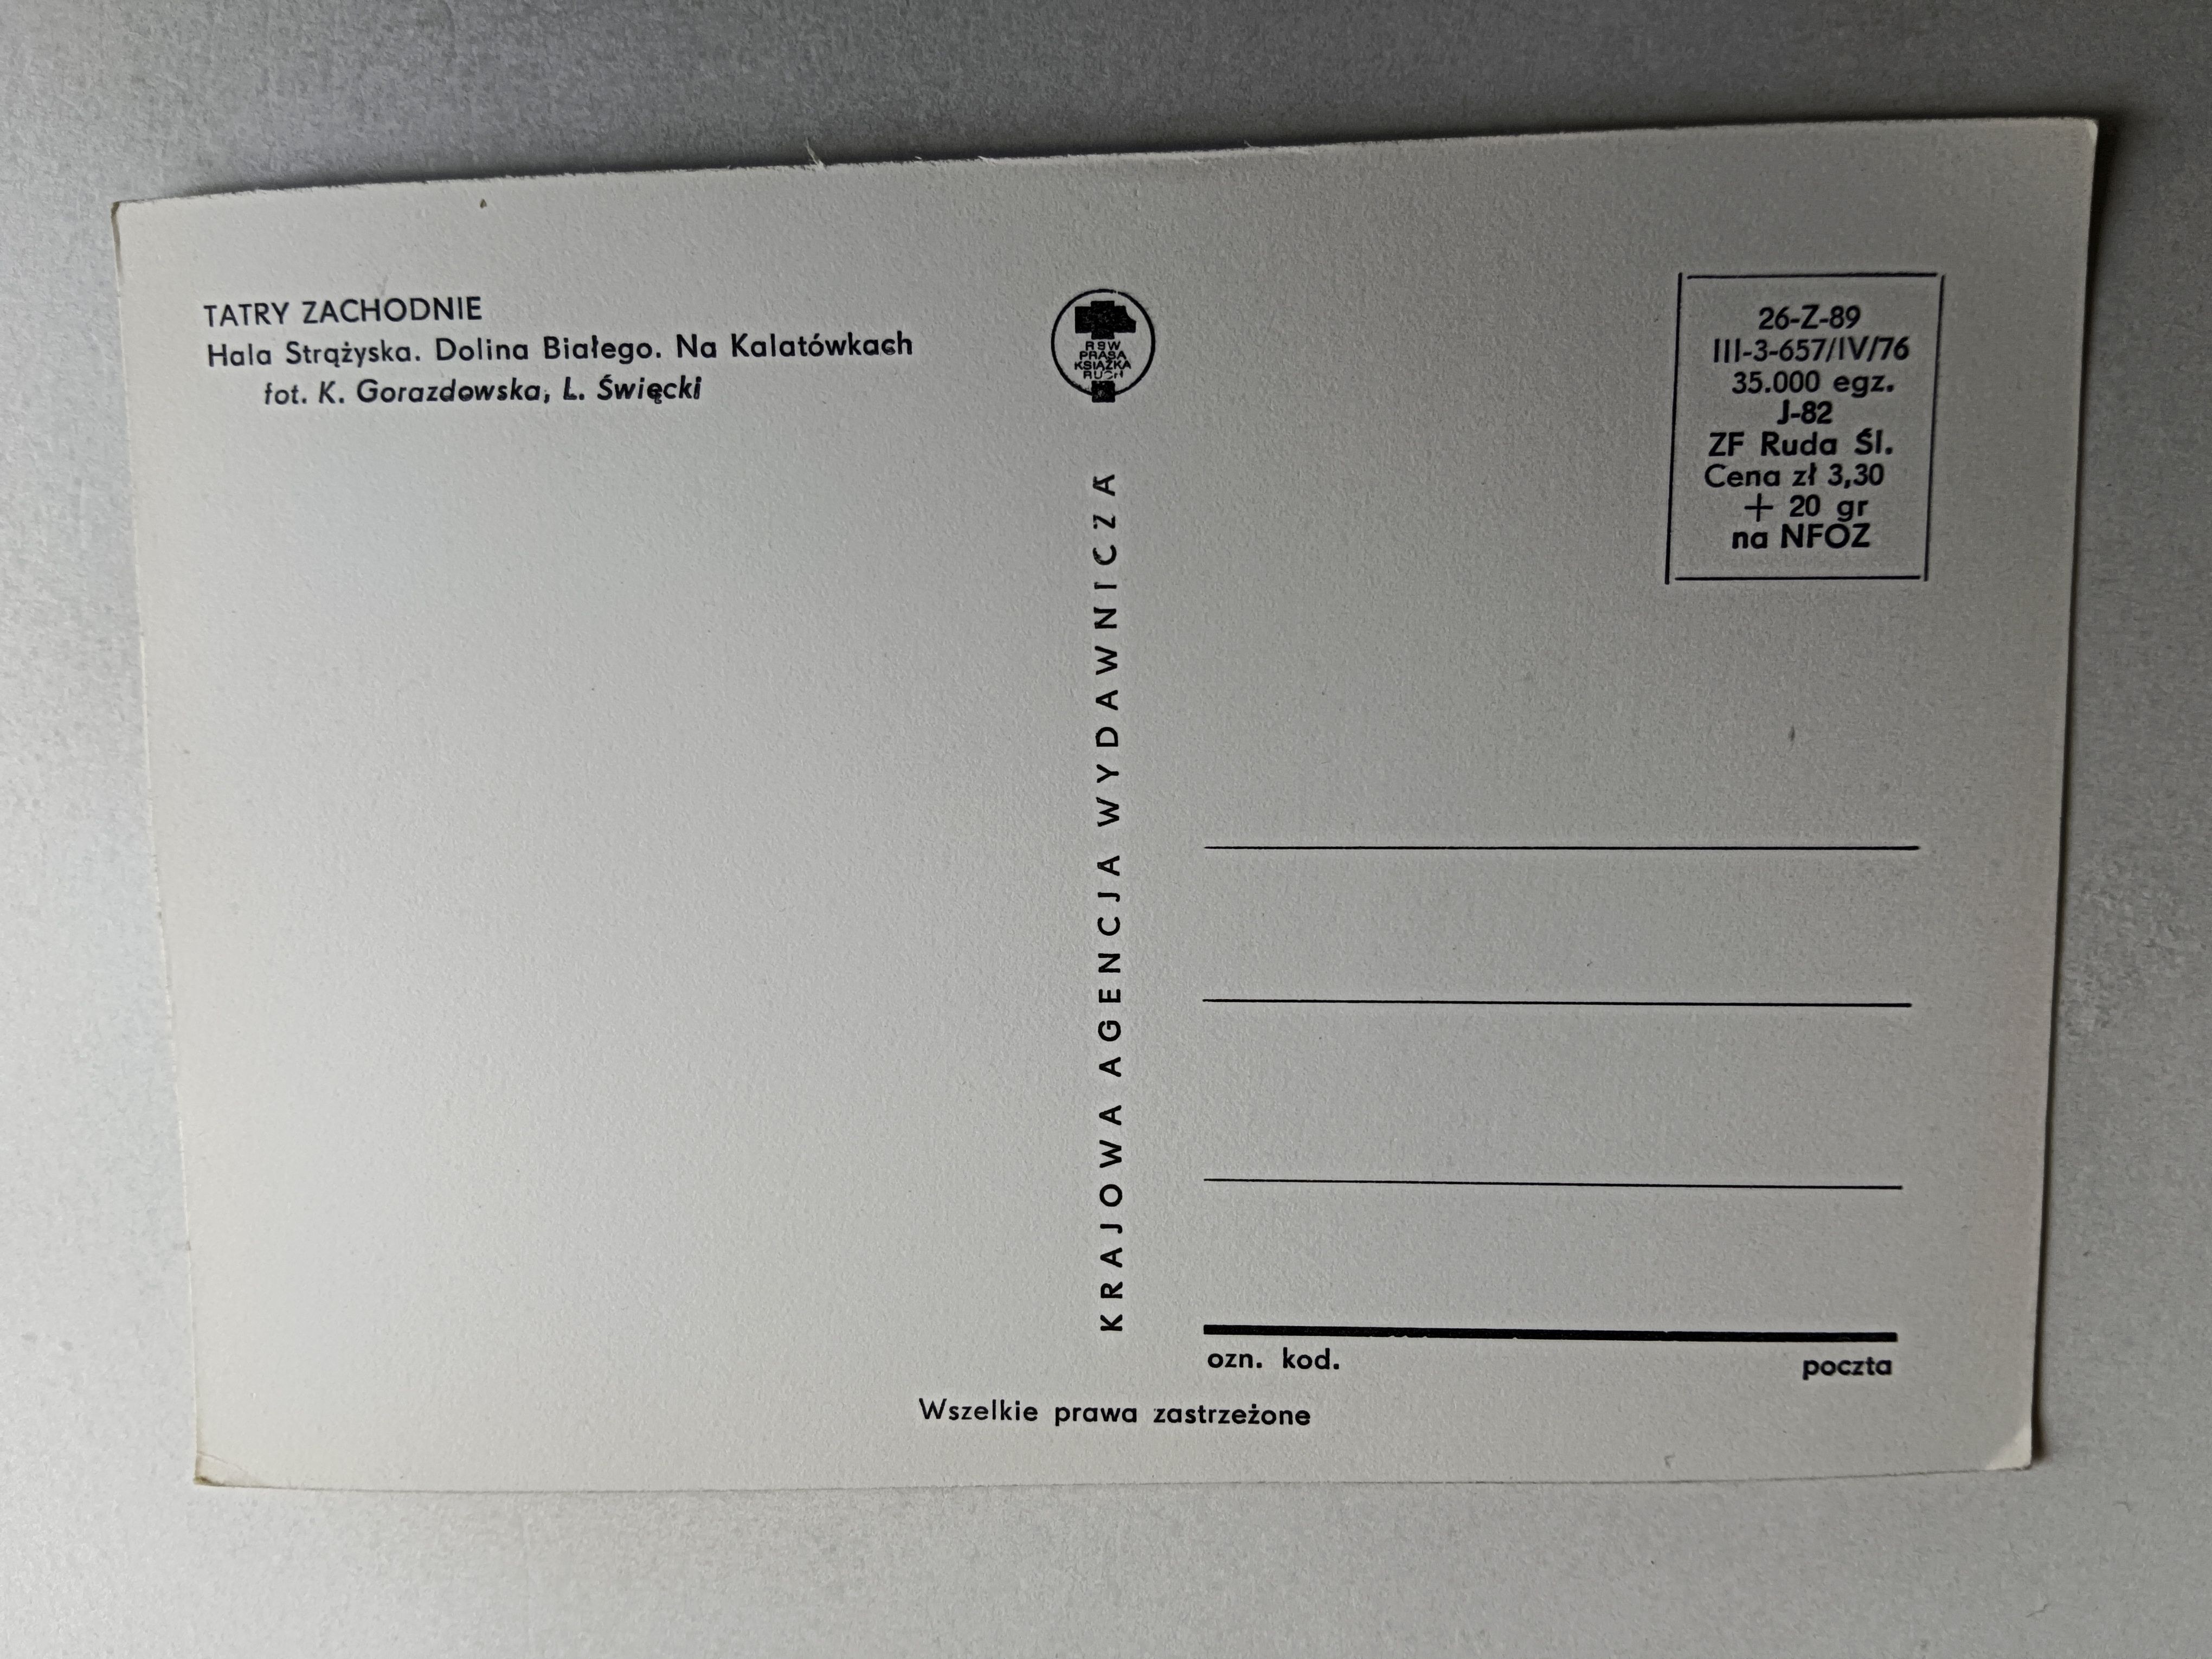 TATRY ZACHODNIE
Hala Strążyska. Dolina Białego. Na Kalatówkach
fot. K. Gorazdowska, L. Święcki
RSW
PRASA
KSIĄŻKA
RUCH
KRAJOWA AGENCJA WYDAWNICZA
26-Z-89
III-3-657/IV/76
35.000 egz.
J-82
ZF Ruda Śl.
Cena zł 3,30
+ 20 gr
na NFOZ
ozn. kod.
poczta
Wszelkie prawa zastrzeżone